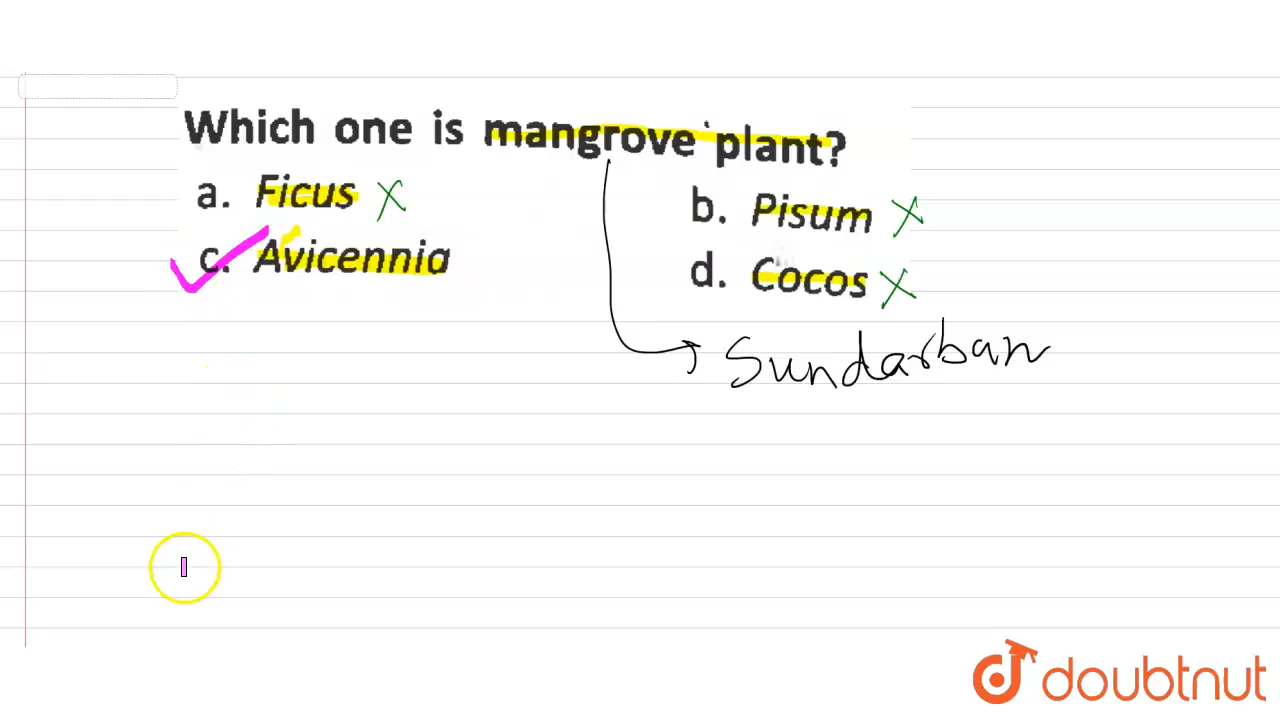 Which one is mangrove plant?
a. Ficus X b. Pisum X
c. Avicennia d. Cocos X
Sundarban
doubtnut